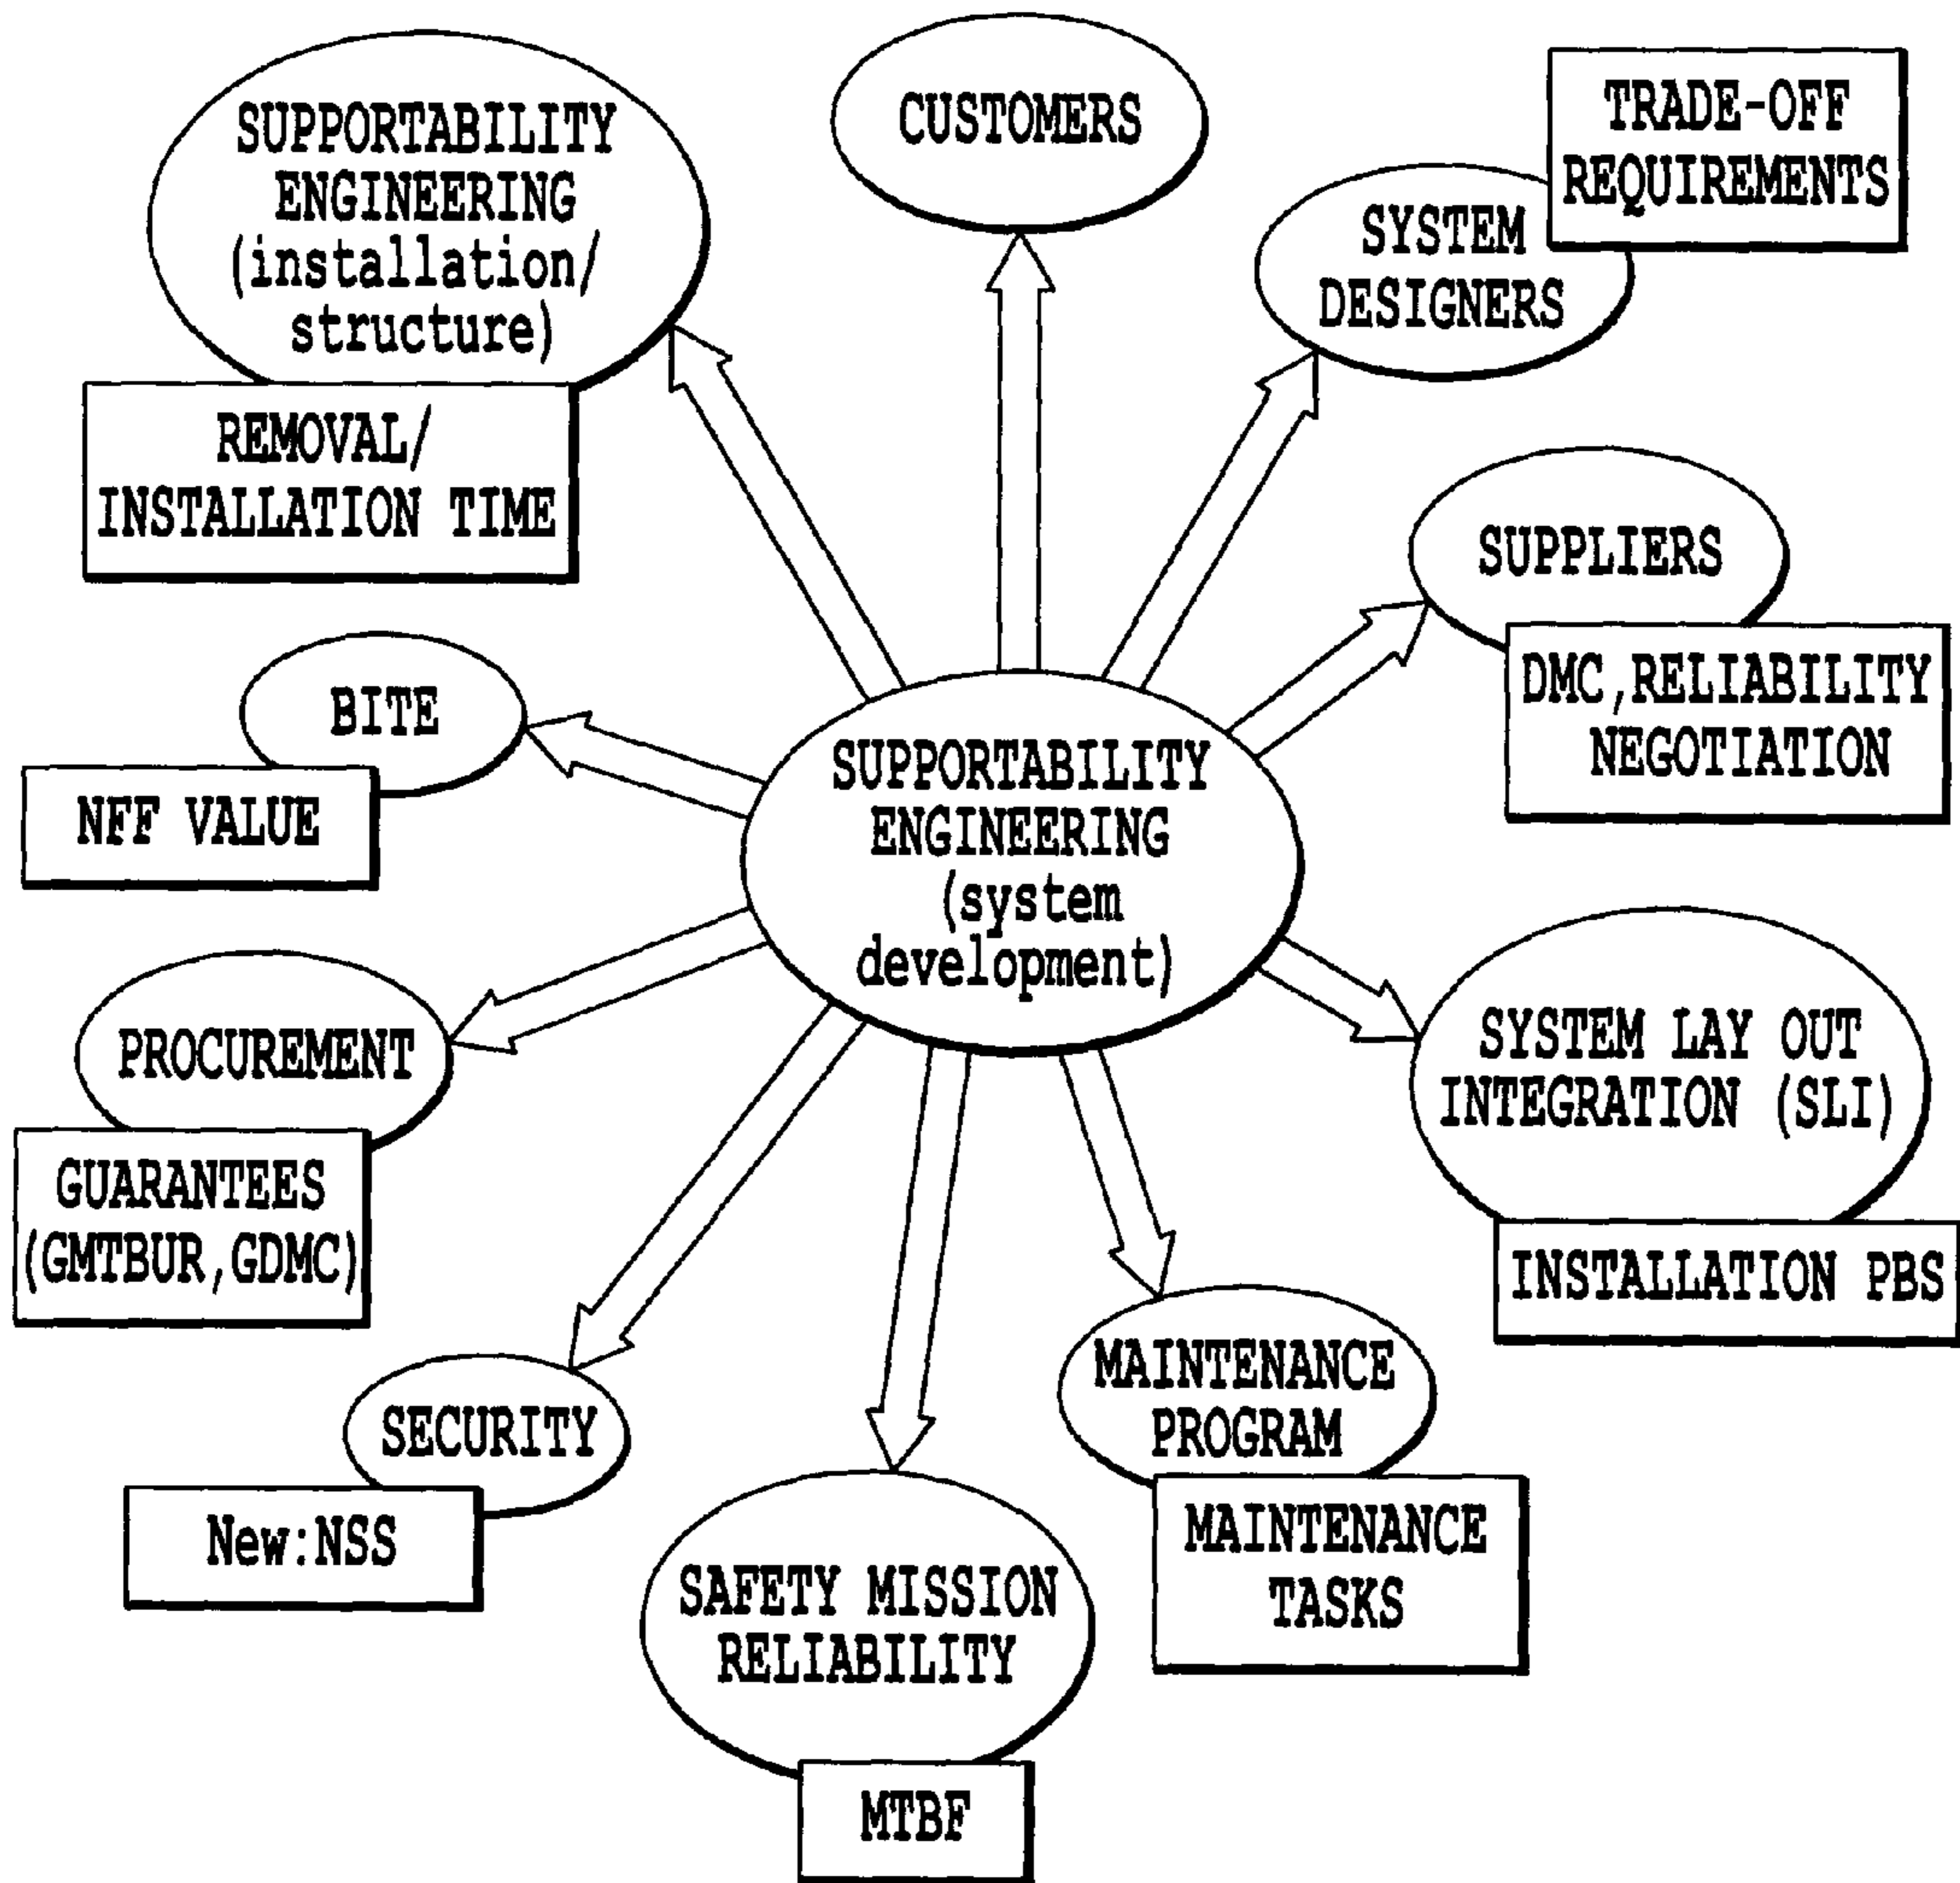 SUPPORTABILITY
ENGINEERING
(installation/
structure)
REMOVAL/
INSTALLATION TIME
CUSTOMERS
TRADE-OFF
REQUIREMENTS
SYSTEM
DESIGNERS
SUPPLIERS
DMC,RELIABILITY
NEGOTIATION
BITE
NFF VALUE
SUPPORTABILITY
ENGINEERING
(system
development)
PROCUREMENT
GUARANTEES
(GMTBUR,GDMC)
SYSTEM LAY OUT
INTEGRATION (SLI)
INSTALLATION PBS
SECURITY
New:NSS
MAINTENANCE
PROGRAM
MAINTENANCE
TASKS
SAFETY MISSION
RELIABILITY
MTBF